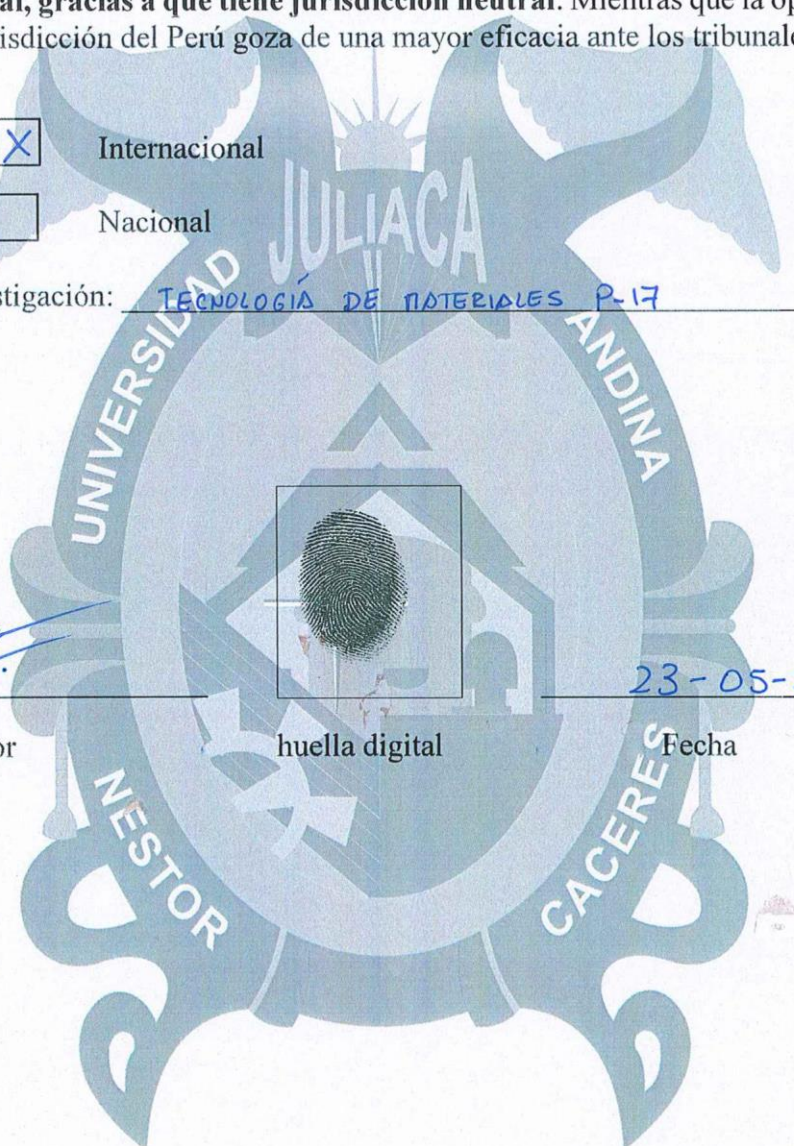 al, gracias a que tiene jurisdicción neutral. Mientras que la op
isdicción del Perú goza de una mayor eficacia ante los tribunale
X Internacional
Nacional
JULIACA
stigación: TECNOLOGÍA DE MATERIALES P-17
UNIVERSIDAD
ANDINA
23-05-
or huella digital Fecha
NESTOR
CACERES